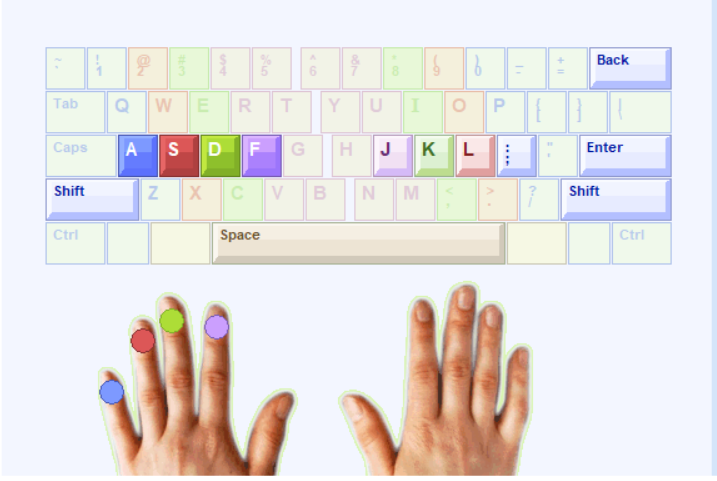 ~ ` ! 1 @ 2 # 3 $ 4 % 5 ^ 6 & 7 * 8 ( 9 ) 0 _ - + = Back
Tab Q W E R T Y U I O P { [ } ] | \
Caps A S D F G H J K L : ; " ' Enter
Shift Z X C V B N M < , > . ? / Shift
Ctrl Space Ctrl